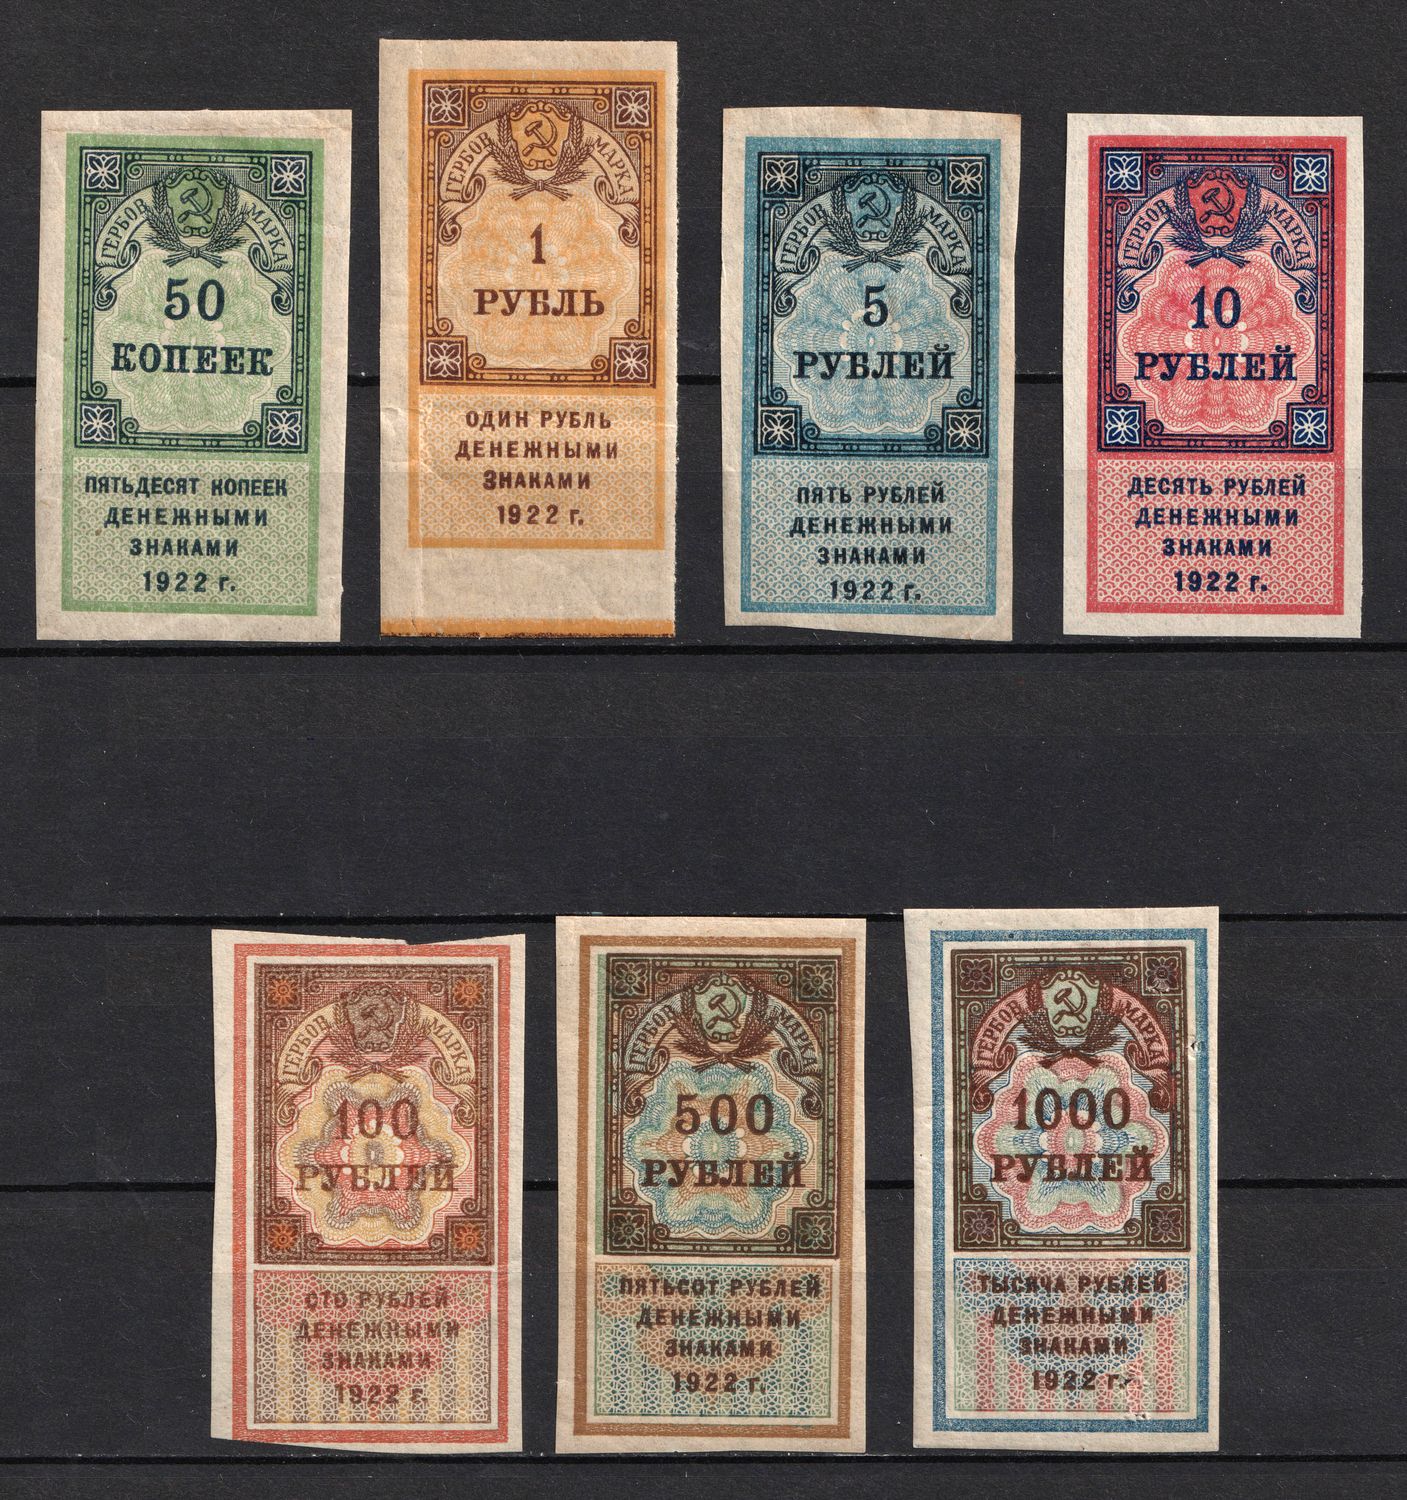 ГЕРБОВ МАРКА
50
КОПЕЕК
ПЯТЬДЕСЯТ КОПЕЕК
ДЕНЕЖНЫМИ
ЗНАКАМИ
1922 г.
ГЕРБОВ МАРКА
1
РУБЛЬ
ОДИН РУБЛЬ
ДЕНЕЖНЫМИ
ЗНАКАМИ
1922 г.
ГЕРБОВ МАРКА
5
РУБЛЕЙ
ПЯТЬ РУБЛЕЙ
ДЕНЕЖНЫМИ
ЗНАКАМИ
1922 г.
ГЕРБОВ МАРКА
10
РУБЛЕЙ
ДЕСЯТЬ РУБЛЕЙ
ДЕНЕЖНЫМИ
ЗНАКАМИ
1922 г.
ГЕРБОВ МАРКА
100
РУБЛЕЙ
СТО РУБЛЕЙ
ДЕНЕЖНЫМИ
ЗНАКАМИ
1922 г.
ГЕРБОВ МАРКА
500
РУБЛЕЙ
ПЯТЬСОТ РУБЛЕЙ
ДЕНЕЖНЫМИ
ЗНАКАМИ
1922 г.
ГЕРБОВ МАРКА
1000
РУБЛЕЙ
ТЫСЯЧА РУБЛЕЙ
ДЕНЕЖНЫМИ
ЗНАКАМИ
1922 г.